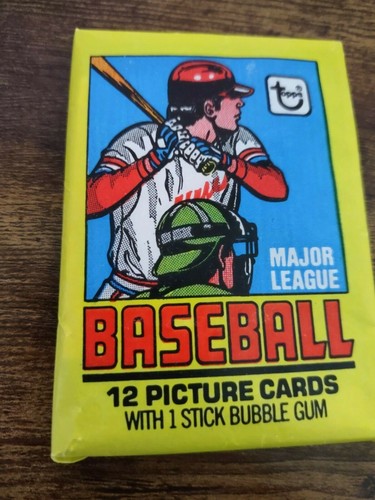 Topps
MAJOR
LEAGUE
BASEBALL
12 PICTURE CARDS
WITH 1 STICK BUBBLE GUM